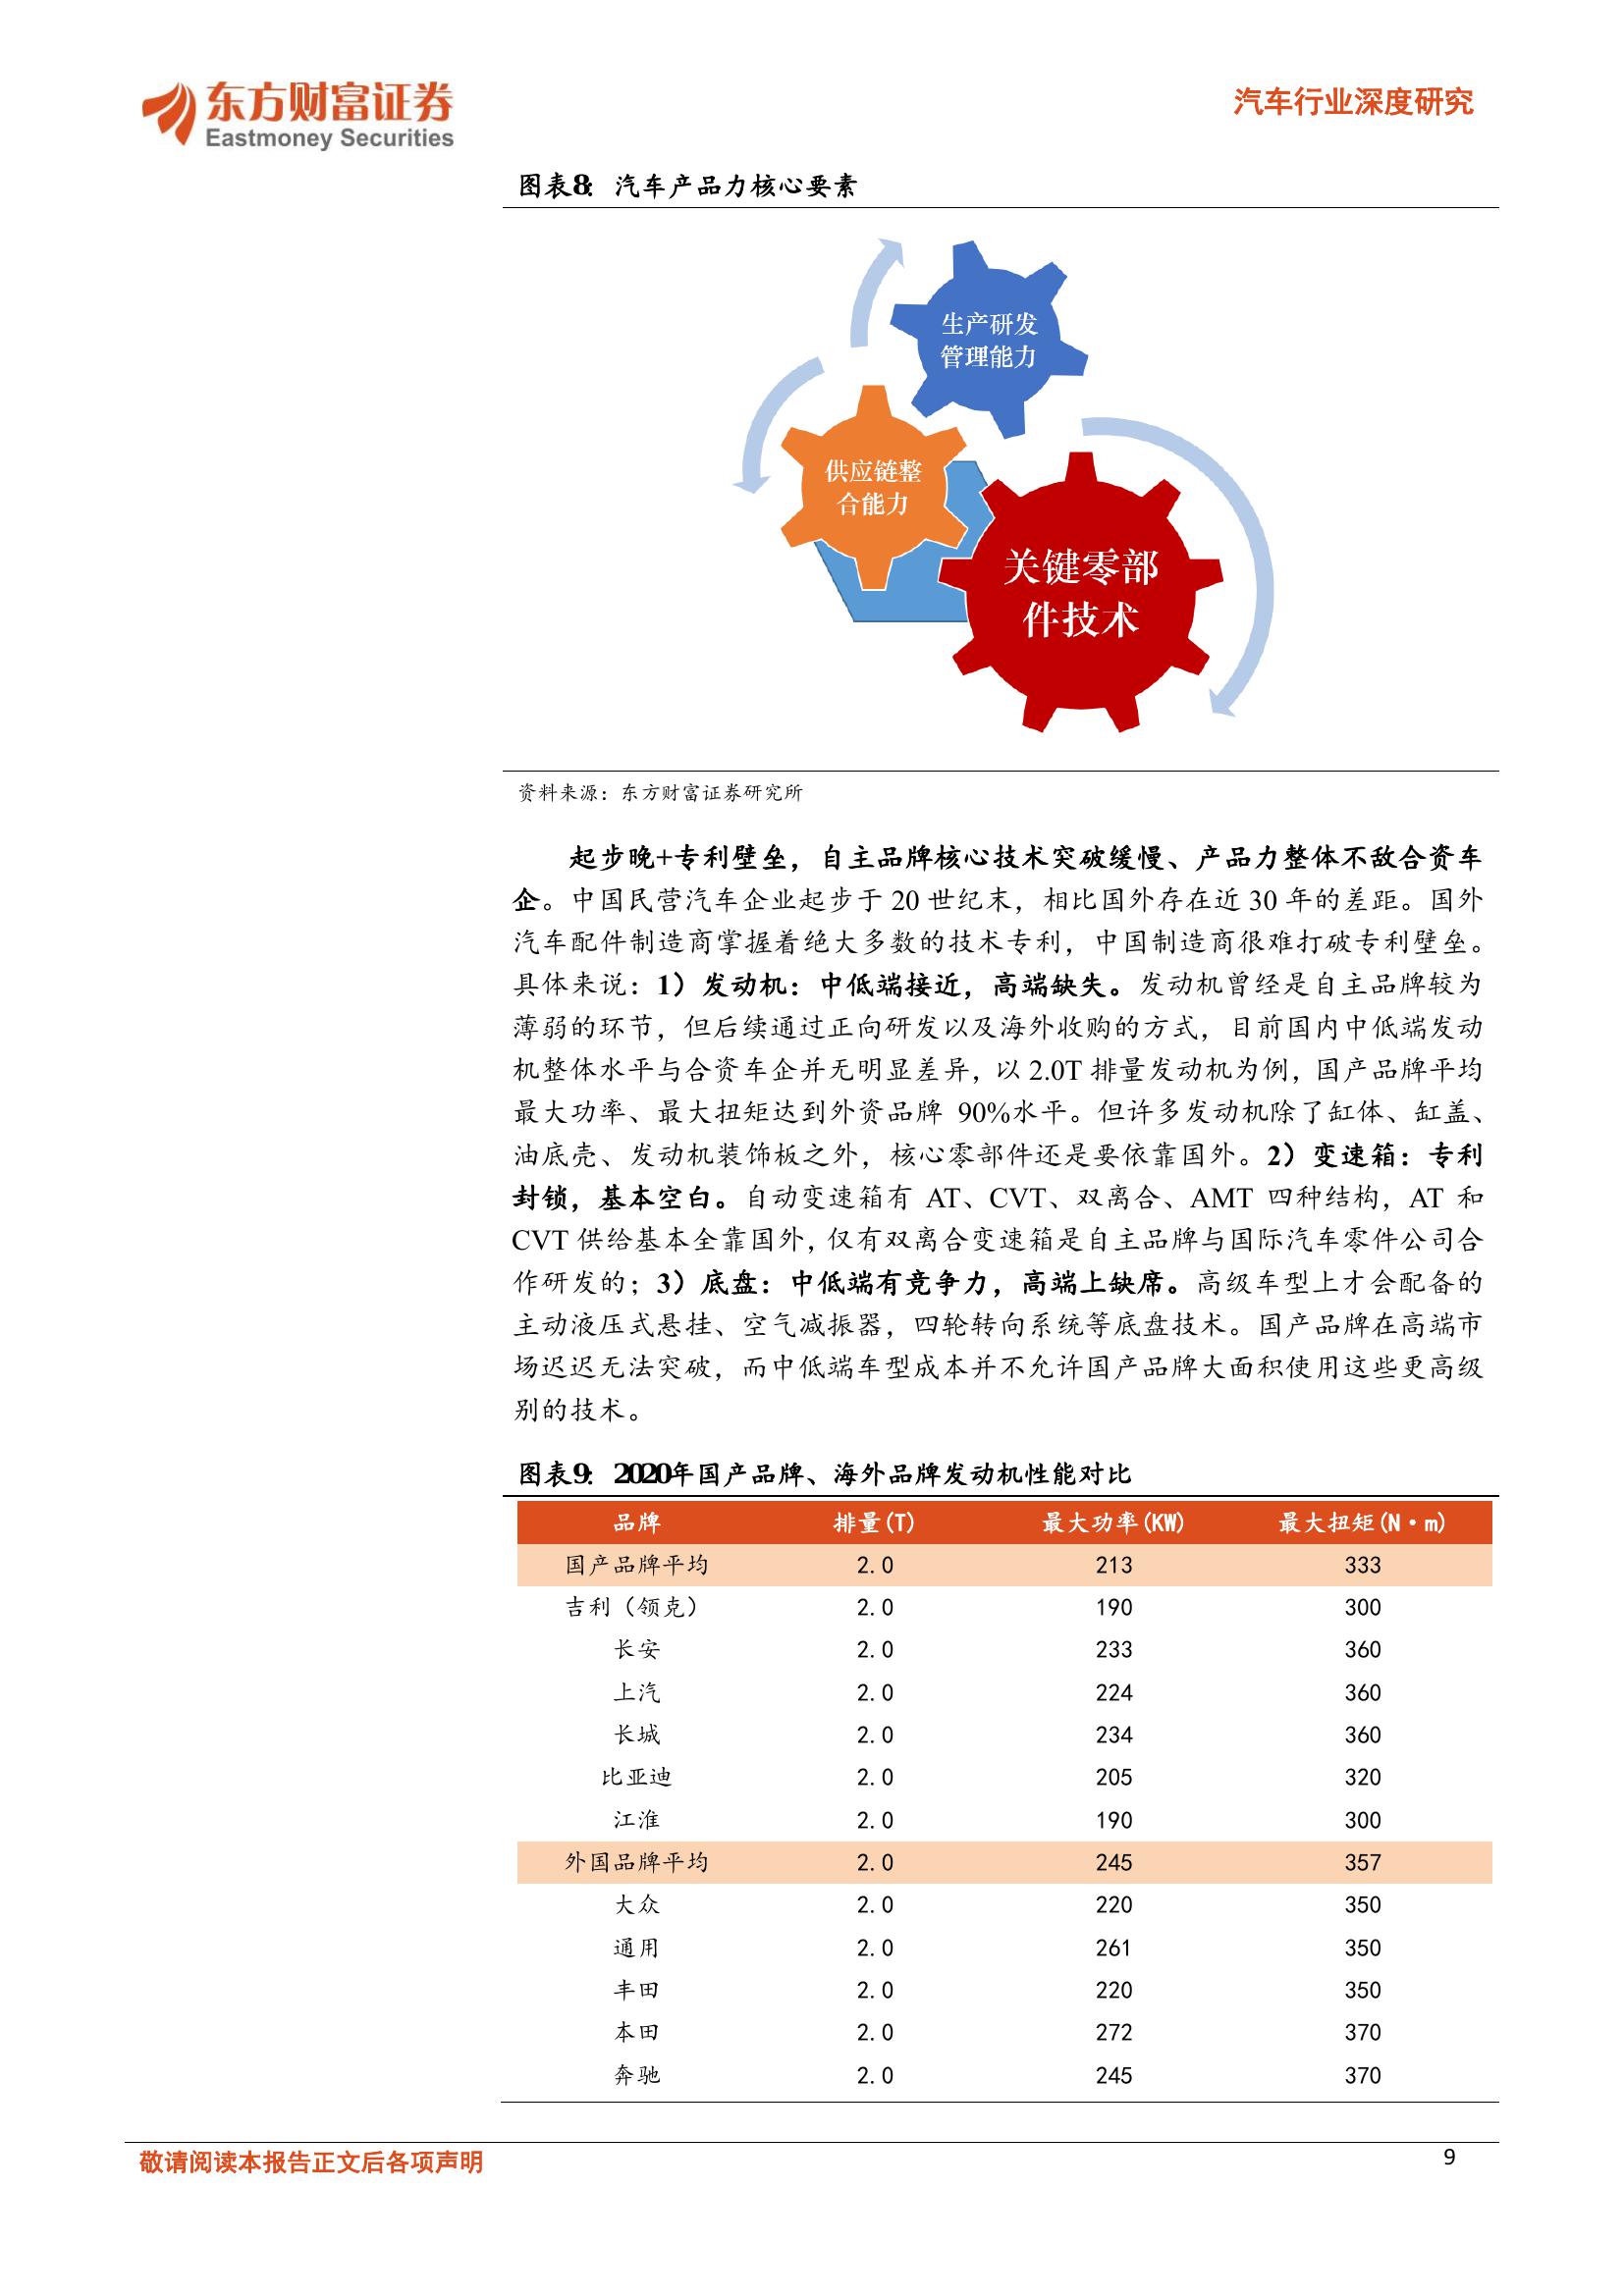 东方财富证券
Eastmoney Securities
汽车行业深度研究
图表8：汽车产品力核心要素
生产研发
管理能力
供应链整
合能力
关键零部
件技术
资料来源：东方财富证券研究所
起步晚+专利壁垒，自主品牌核心技术突破缓慢、产品力整体不敌合资车
企。中国民营汽车企业起步于 20 世纪末，相比国外存在近 30 年的差距。国外
汽车配件制造商掌握着绝大多数的技术专利，中国制造商很难打破专利壁垒。
具体来说：1）发动机：中低端接近，高端缺失。发动机曾经是自主品牌较为
薄弱的环节，但后续通过正向研发以及海外收购的方式，目前国内中低端发动
机整体水平与合资车企并无明显差异，以 2.0T 排量发动机为例，国产品牌平均
最大功率、最大扭矩达到外资品牌 90%水平。但许多发动机除了缸体、缸盖、
油底壳、发动机装饰板之外，核心零部件还是要依靠国外。2）变速箱：专利
封锁，基本空白。自动变速箱有 AT、CVT、双离合、AMT 四种结构，AT 和
CVT 供给基本全靠国外，仅有双离合变速箱是自主品牌与国际汽车零件公司合
作研发的；3）底盘：中低端有竞争力，高端上缺席。高级车型上才会配备的
主动液压式悬挂、空气减振器，四轮转向系统等底盘技术。国产品牌在高端市
场迟迟无法突破，而中低端车型成本并不允许国产品牌大面积使用这些更高级
别的技术。
图表9：2020年国产品牌、海外品牌发动机性能对比
品牌 排量(T) 最大功率(KW) 最大扭矩(N·m)
国产品牌平均 2.0 213 333
吉利（领克） 2.0 190 300
长安 2.0 233 360
上汽 2.0 224 360
长城 2.0 234 360
比亚迪 2.0 205 320
江淮 2.0 190 300
外国品牌平均 2.0 245 357
大众 2.0 220 350
通用 2.0 261 350
丰田 2.0 220 350
本田 2.0 272 370
奔驰 2.0 245 370
敬请阅读本报告正文后各项声明
9